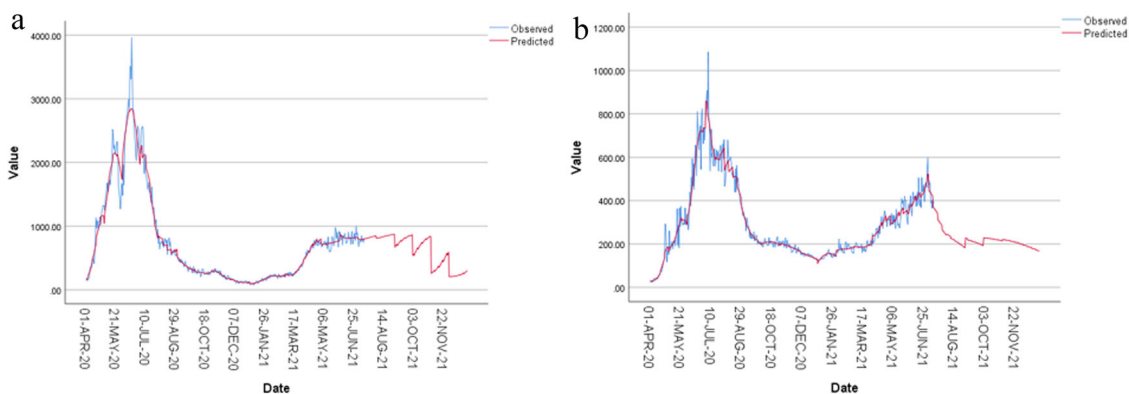 a
Observed
Predicted
4000.00
3000.00
2000.00
1000.00
.00
Value
01-APR-20
21-MAY-20
10-JUL-20
29-AUG-20
18-OCT-20
07-DEC-20
26-JAN-21
17-MAR-21
06-MAY-21
25-JUN-21
14-AUG-21
03-OCT-21
22-NOV-21
Date
b
Observed
Predicted
1200.00
1000.00
800.00
600.00
400.00
200.00
.00
Value
01-APR-20
21-MAY-20
10-JUL-20
29-AUG-20
18-OCT-20
07-DEC-20
26-JAN-21
17-MAR-21
06-MAY-21
25-JUN-21
14-AUG-21
03-OCT-21
22-NOV-21
Date